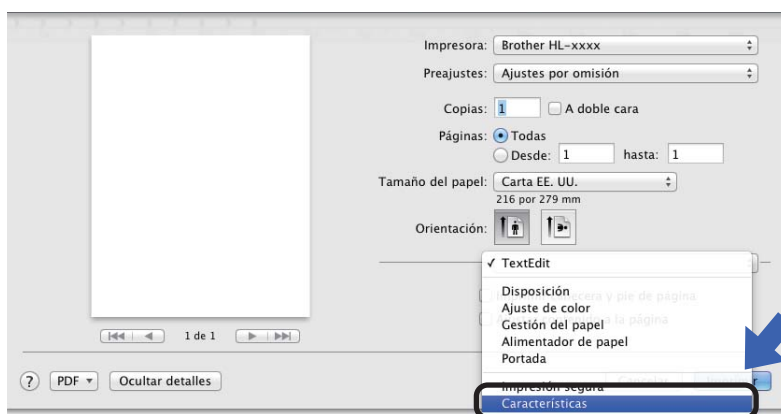 Impresora: Brother HL-xxxx
Preajustes: Ajustes por omisión
Copias: 1 A doble cara
Páginas: Todas
Desde: 1 hasta: 1
Tamaño del papel: Carta EE. UU.
216 por 279 mm
Orientación:
✓ TextEdit
Disposición
Ajuste de color
Gestión del papel
Alimentador de papel
Portada
Impresión segura
Características
1 de 1
? PDF Ocultar detalles